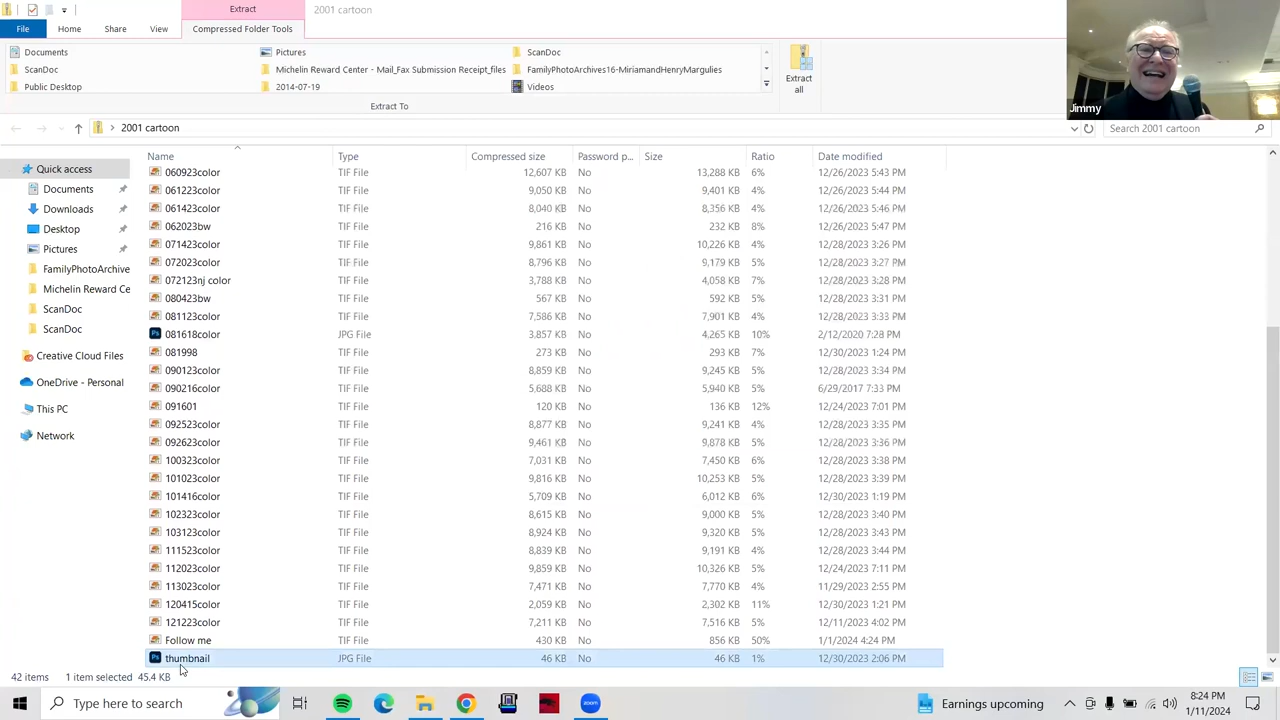 Extract
2001 cartoon
File Home Share View Compressed Folder Tools
Documents Pictures ScanDoc
ScanDoc Michelin Reward Center - Mail_Fax Submission Receipt_files FamilyPhotoArchives16-MiriamandHenryMargulies
Public Desktop 2014-07-19 Videos
Extract all
Extract To
Jimmy
2001 cartoon
Search 2001 cartoon
Quick access
Documents
Downloads
Desktop
Pictures
FamilyPhotoArchive
Michelin Reward Ce
ScanDoc
ScanDoc
Creative Cloud Files
OneDrive - Personal
This PC
Network
Name Type Compressed size Password p... Size Ratio Date modified
060923color TIF File 12,607 KB No 13,288 KB 6% 12/26/2023 5:43 PM
061223color TIF File 9,050 KB No 9,401 KB 4% 12/26/2023 5:44 PM
061423color TIF File 8,040 KB No 8,356 KB 4% 12/26/2023 5:46 PM
062023bw TIF File 216 KB No 232 KB 8% 12/26/2023 5:47 PM
071423color TIF File 9,861 KB No 10,226 KB 4% 12/28/2023 3:26 PM
072023color TIF File 8,796 KB No 9,179 KB 5% 12/28/2023 3:27 PM
072123nj color TIF File 3,788 KB No 4,058 KB 7% 12/28/2023 3:28 PM
080423bw TIF File 567 KB No 592 KB 5% 12/28/2023 3:31 PM
081123color TIF File 7,586 KB No 7,901 KB 4% 12/28/2023 3:33 PM
081618color JPG File 3,857 KB No 4,265 KB 10% 2/12/2020 7:28 PM
081998 TIF File 273 KB No 293 KB 7% 12/30/2023 1:24 PM
090123color TIF File 8,859 KB No 9,245 KB 5% 12/28/2023 3:34 PM
090216color TIF File 5,688 KB No 5,940 KB 5% 6/29/2017 7:33 PM
091601 TIF File 120 KB No 136 KB 12% 12/24/2023 7:01 PM
092523color TIF File 8,877 KB No 9,241 KB 4% 12/28/2023 3:35 PM
092623color TIF File 9,461 KB No 9,878 KB 5% 12/28/2023 3:36 PM
100323color TIF File 7,031 KB No 7,450 KB 6% 12/28/2023 3:38 PM
101023color TIF File 9,816 KB No 10,253 KB 5% 12/28/2023 3:39 PM
101416color TIF File 5,709 KB No 6,012 KB 6% 12/30/2023 1:19 PM
102323color TIF File 8,615 KB No 9,000 KB 5% 12/28/2023 3:40 PM
103123color TIF File 8,924 KB No 9,320 KB 5% 12/28/2023 3:43 PM
111523color TIF File 8,839 KB No 9,191 KB 4% 12/28/2023 3:44 PM
112023color TIF File 9,859 KB No 10,326 KB 5% 12/24/2023 7:11 PM
113023color TIF File 7,471 KB No 7,770 KB 4% 11/29/2023 2:55 PM
120415color TIF File 2,059 KB No 2,302 KB 11% 12/30/2023 1:21 PM
121223color TIF File 7,211 KB No 7,516 KB 5% 12/11/2023 4:02 PM
Follow me TIF File 430 KB No 856 KB 50% 1/1/2024 4:24 PM
thumbnail JPG File 46 KB No 46 KB 1% 12/30/2023 2:06 PM
42 items 1 item selected 45.4 KB
Type here to search
zoom
Earnings upcoming
8:24 PM
1/11/2024